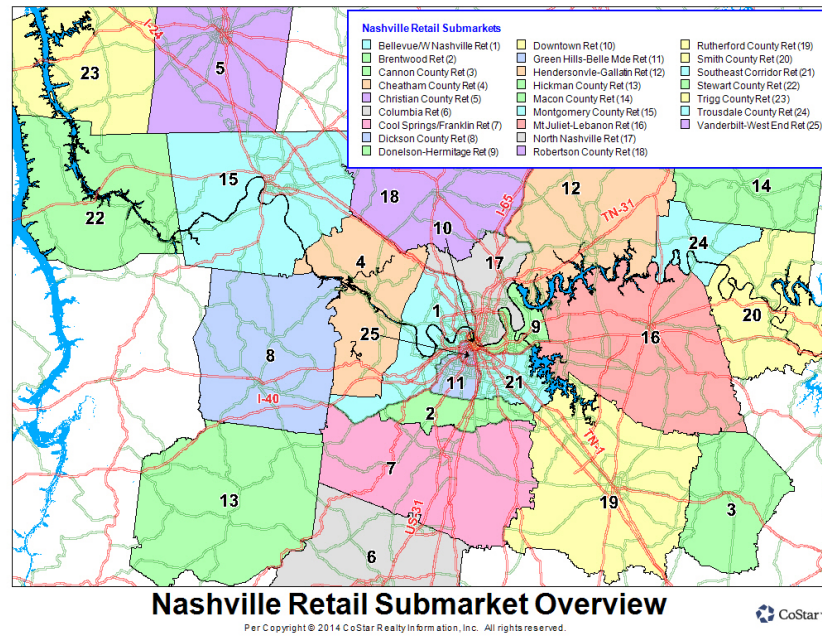 Nashville Retail Submarkets
Bellevue/W Nashville Ret (1)
Brentwood Ret (2)
Cannon County Ret (3)
Cheatham County Ret (4)
Christian County Ret (5)
Columbia Ret (6)
Cool Springs/Franklin Ret (7)
Dickson County Ret (8)
Donelson-Hermitage Ret (9)
Downtown Ret (10)
Green Hills-Belle Mde Ret (11)
Hendersonvle-Gallatin Ret (12)
Hickman County Ret (13)
Macon County Ret (14)
Montgomery County Ret (15)
Mt Juliet-Lebanon Ret (16)
North Nashville Ret (17)
Robertson County Ret (18)
Rutherford County Ret (19)
Smith County Ret (20)
Southeast Corridor Ret (21)
Stewart County Ret (22)
Trigg County Ret (23)
Trousdale County Ret (24)
Vanderbilt-West End Ret (25)
I-24
23
5
15
18
12
14
22
10
I-65
TN-31
24
17
4
1
20
25
9
16
8
11
21
I-40
2
TN-1
7
19
13
3
US-31
6
Nashville Retail Submarket Overview
Per Copyright © 2014 CoStar Realty Information, Inc. All rights reserved.
CoStar